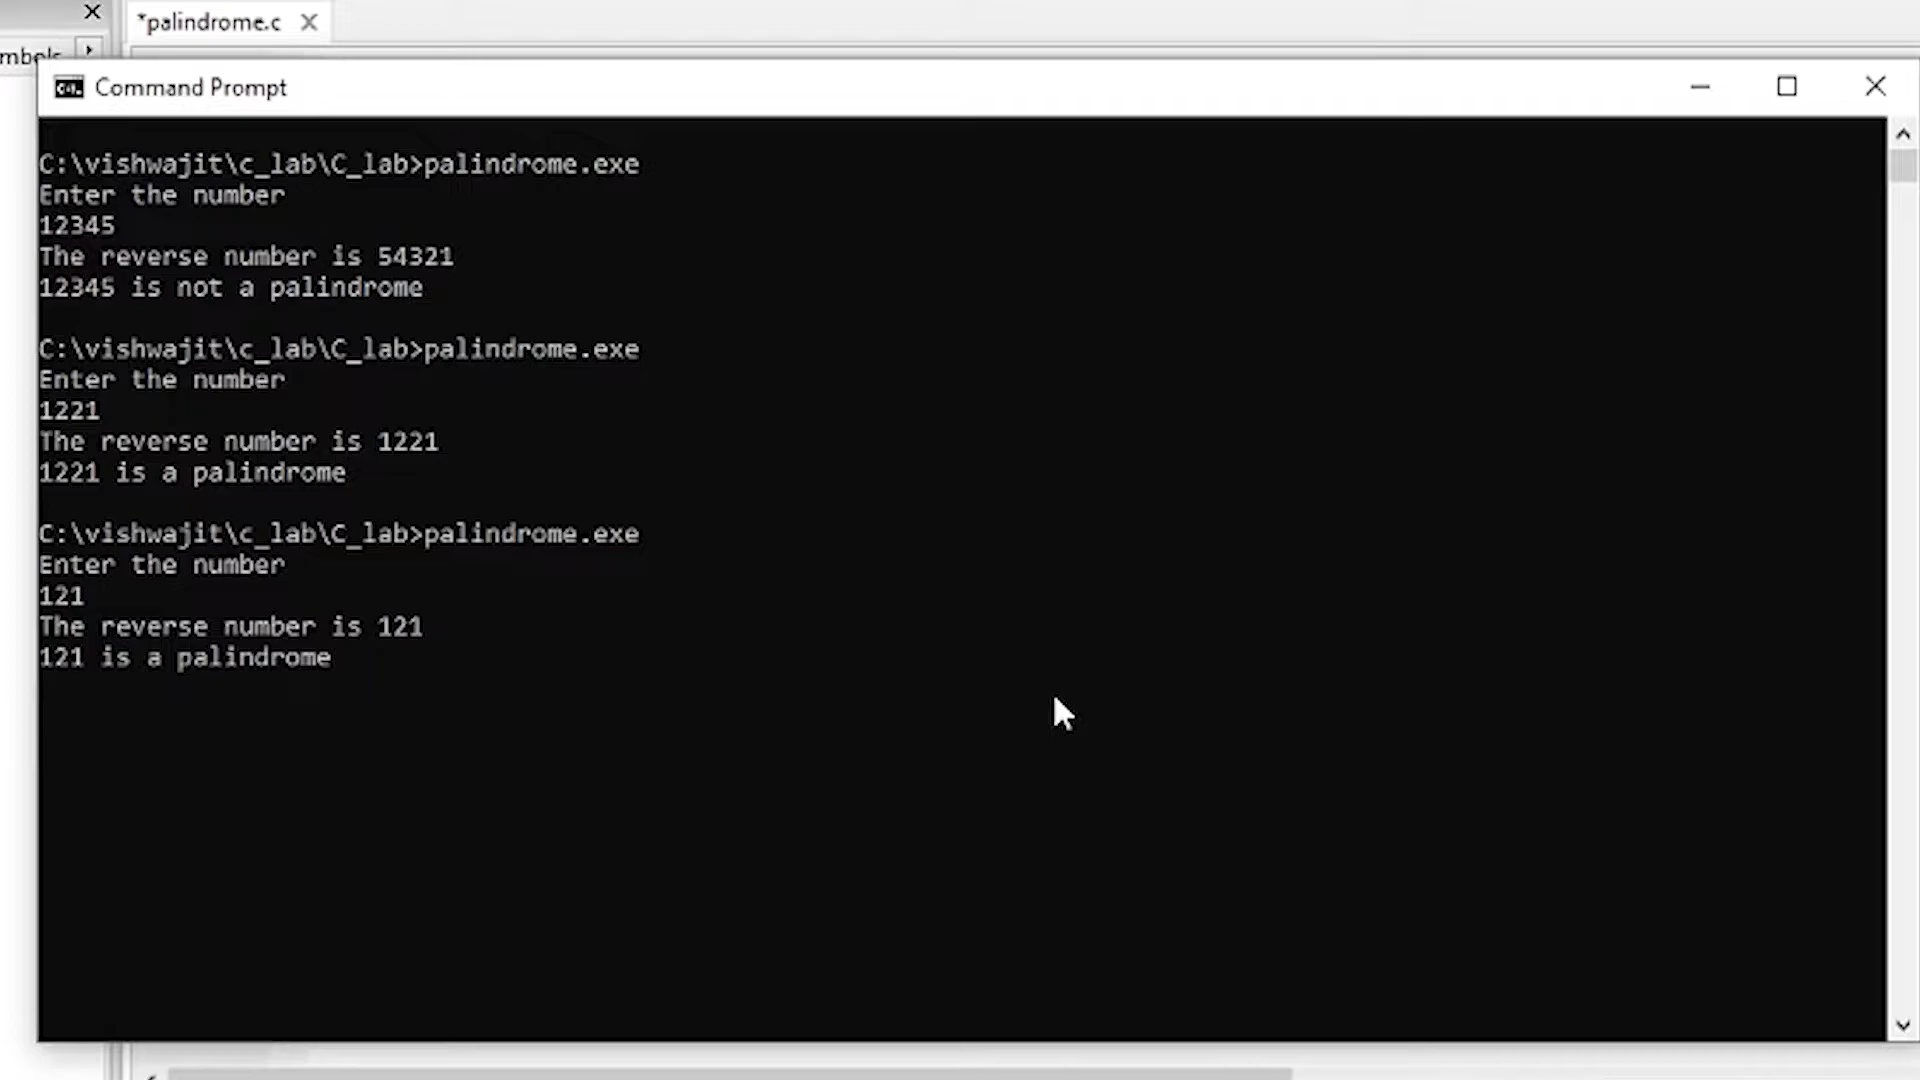 *palindrome.c
mbols
Command Prompt
C:\vishwajit\c_lab\C_lab>palindrome.exe
Enter the number
12345
The reverse number is 54321
12345 is not a palindrome
C:\vishwajit\c_lab\C_lab>palindrome.exe
Enter the number
1221
The reverse number is 1221
1221 is a palindrome
C:\vishwajit\c_lab\C_lab>palindrome.exe
Enter the number
121
The reverse number is 121
121 is a palindrome